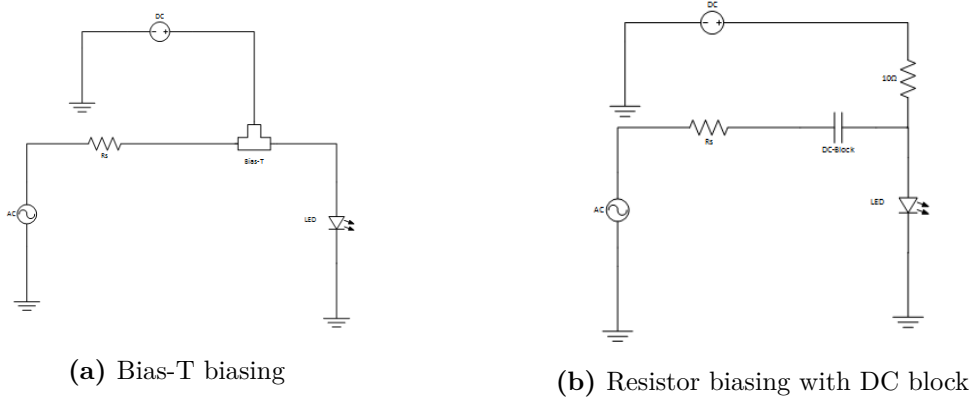 DC
- +
Rs
Bias-T
AC
LED
(a) Bias-T biasing
DC
- +
10Ω
Rs
DC-Block
AC
LED
(b) Resistor biasing with DC block